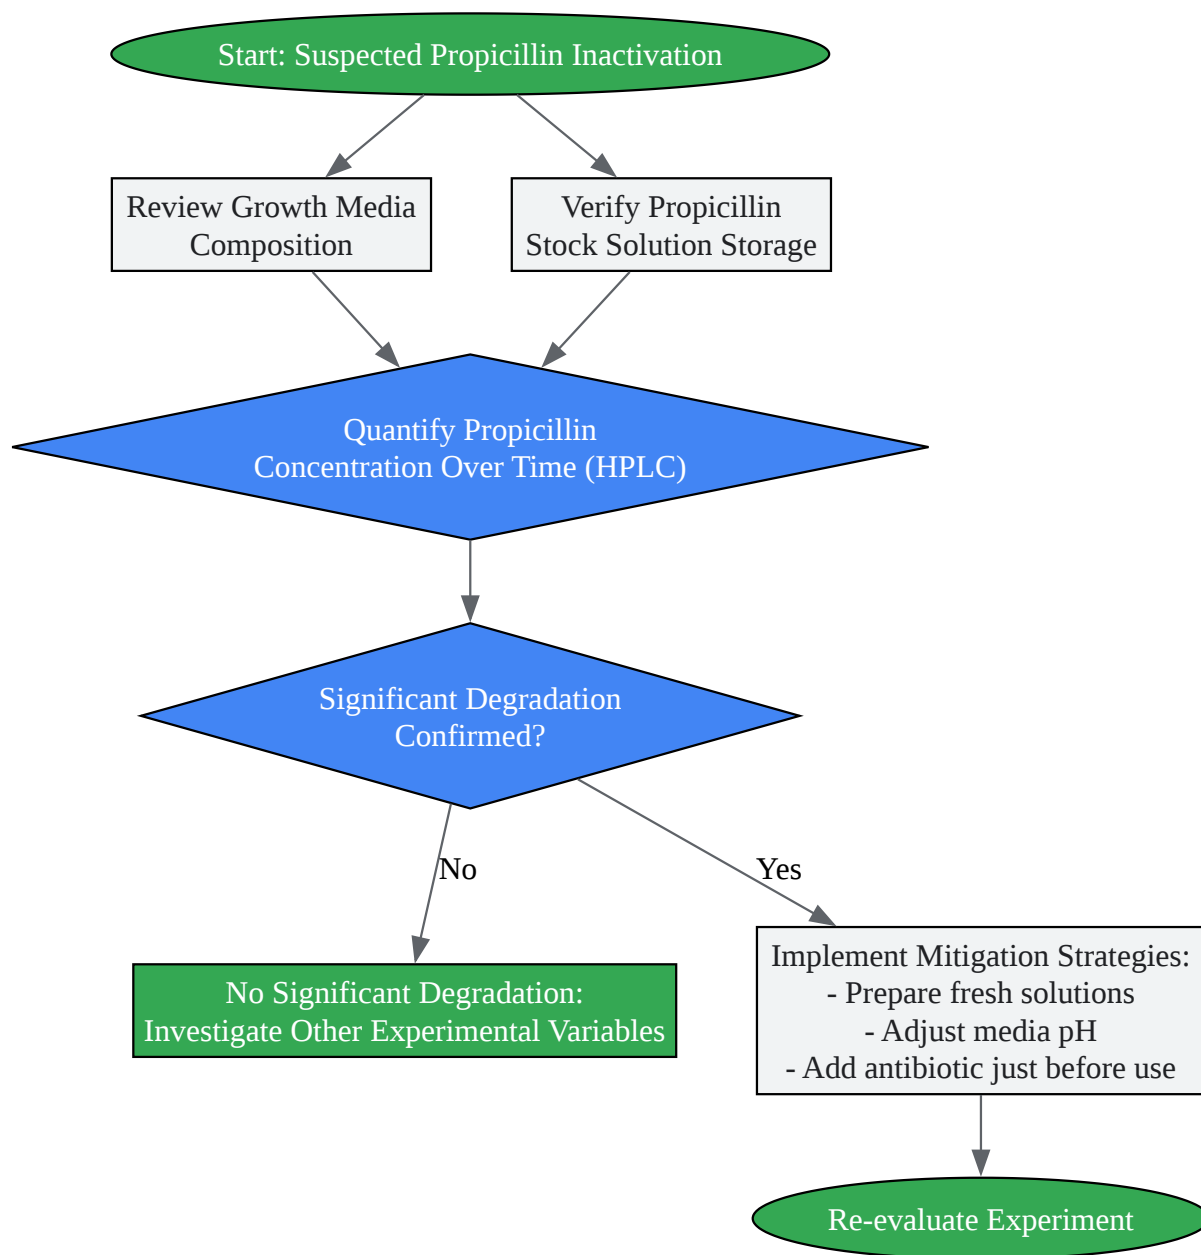 Start: Suspected Propicillin Inactivation
Review Growth Media
Composition
Verify Propicillin
Stock Solution Storage
Quantify Propicillin
Concentration Over Time (HPLC)
Significant Degradation
Confirmed?
No
Yes
No Significant Degradation:
Investigate Other Experimental Variables
Implement Mitigation Strategies:
- Prepare fresh solutions
- Adjust media pH
- Add antibiotic just before use
Re-evaluate Experiment